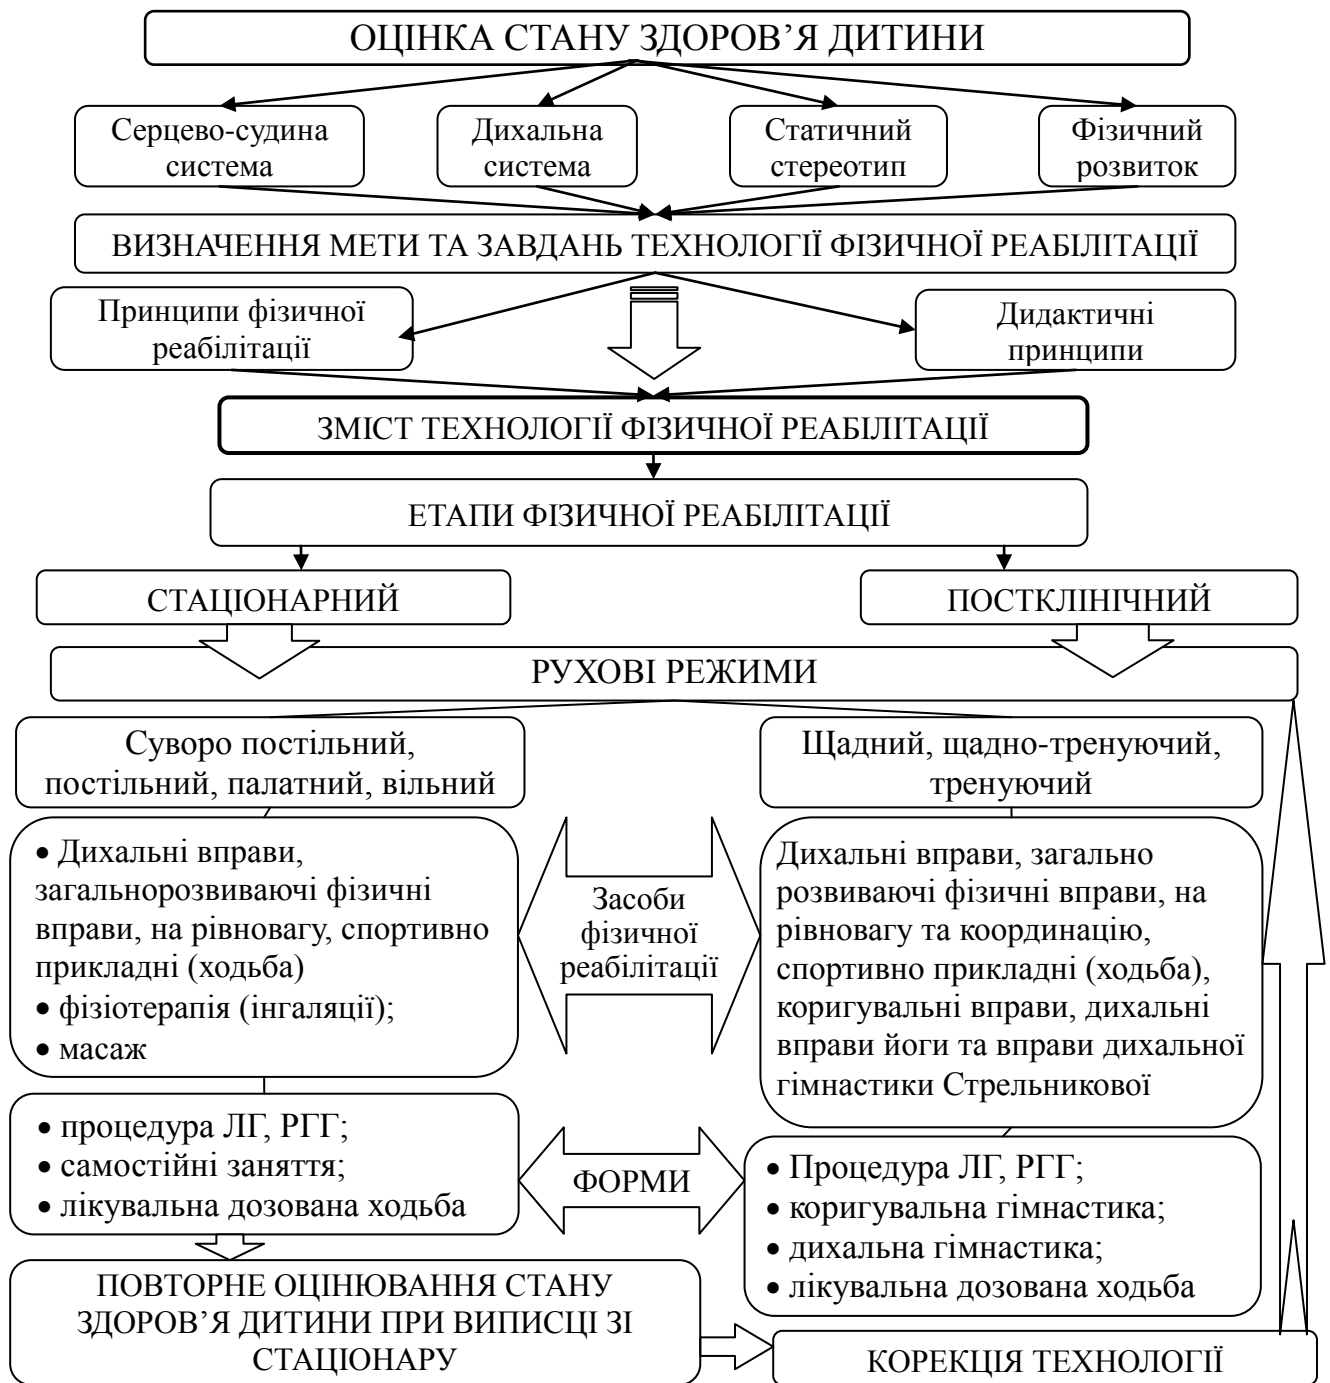 ОЦІНКА СТАНУ ЗДОРОВ’Я ДИТИНИ
Серцево-судина
система
Дихальна
система
Статичний
стереотип
Фізичний
розвиток
ВИЗНАЧЕННЯ МЕТИ ТА ЗАВДАНЬ ТЕХНОЛОГІЇ ФІЗИЧНОЇ РЕАБІЛІТАЦІЇ
Принципи фізичної
реабілітації
Дидактичні
принципи
ЗМІСТ ТЕХНОЛОГІЇ ФІЗИЧНОЇ РЕАБІЛІТАЦІЇ
ЕТАПИ ФІЗИЧНОЇ РЕАБІЛІТАЦІЇ
СТАЦІОНАРНИЙ
ПОСТКЛІНІЧНИЙ
РУХОВІ РЕЖИМИ
Суворо постільний,
постільний, палатний, вільний
Щадний, щадно-тренуючий,
тренуючий
• Дихальні вправи,
загальнорозвиваючі фізичні
вправи, на рівновагу, спортивно
прикладні (ходьба)
• фізіотерапія (інгаляції);
• масаж
Засоби
фізичної
реабілітації
Дихальні вправи, загально
розвиваючі фізичні вправи, на
рівновагу та координацію,
спортивно прикладні (ходьба),
коригувальні вправи, дихальні
вправи йоги та вправи дихальної
гімнастики Стрельникової
• процедура ЛГ, РГГ;
• самостійні заняття;
• лікувальна дозована ходьба
ФОРМИ
• Процедура ЛГ, РГГ;
• коригувальна гімнастика;
• дихальна гімнастика;
• лікувальна дозована ходьба
ПОВТОРНЕ ОЦІНЮВАННЯ СТАНУ
ЗДОРОВ’Я ДИТИНИ ПРИ ВИПИСЦІ ЗІ
СТАЦІОНАРУ
КОРЕКЦІЯ ТЕХНОЛОГІЇ